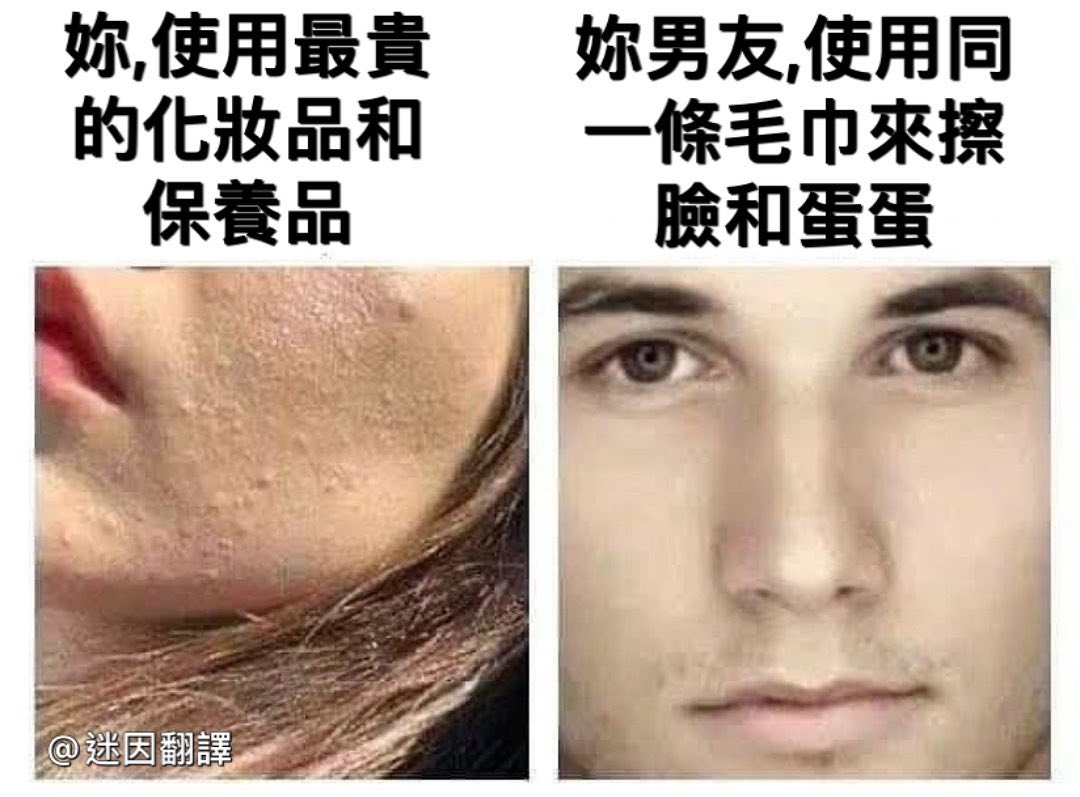 妳,使用最貴
的化妝品和
保養品
妳男友,使用同
一條毛巾來擦
臉和蛋蛋
@迷因翻譯